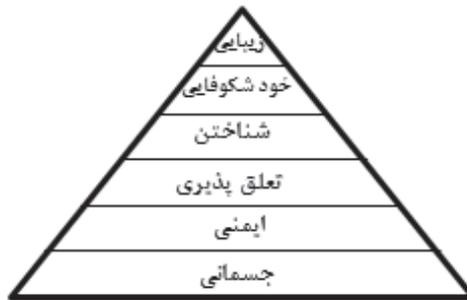 زیبایی
خود شکوفایی
شناختن
تعلق پذیری
ایمنی
جسمانی